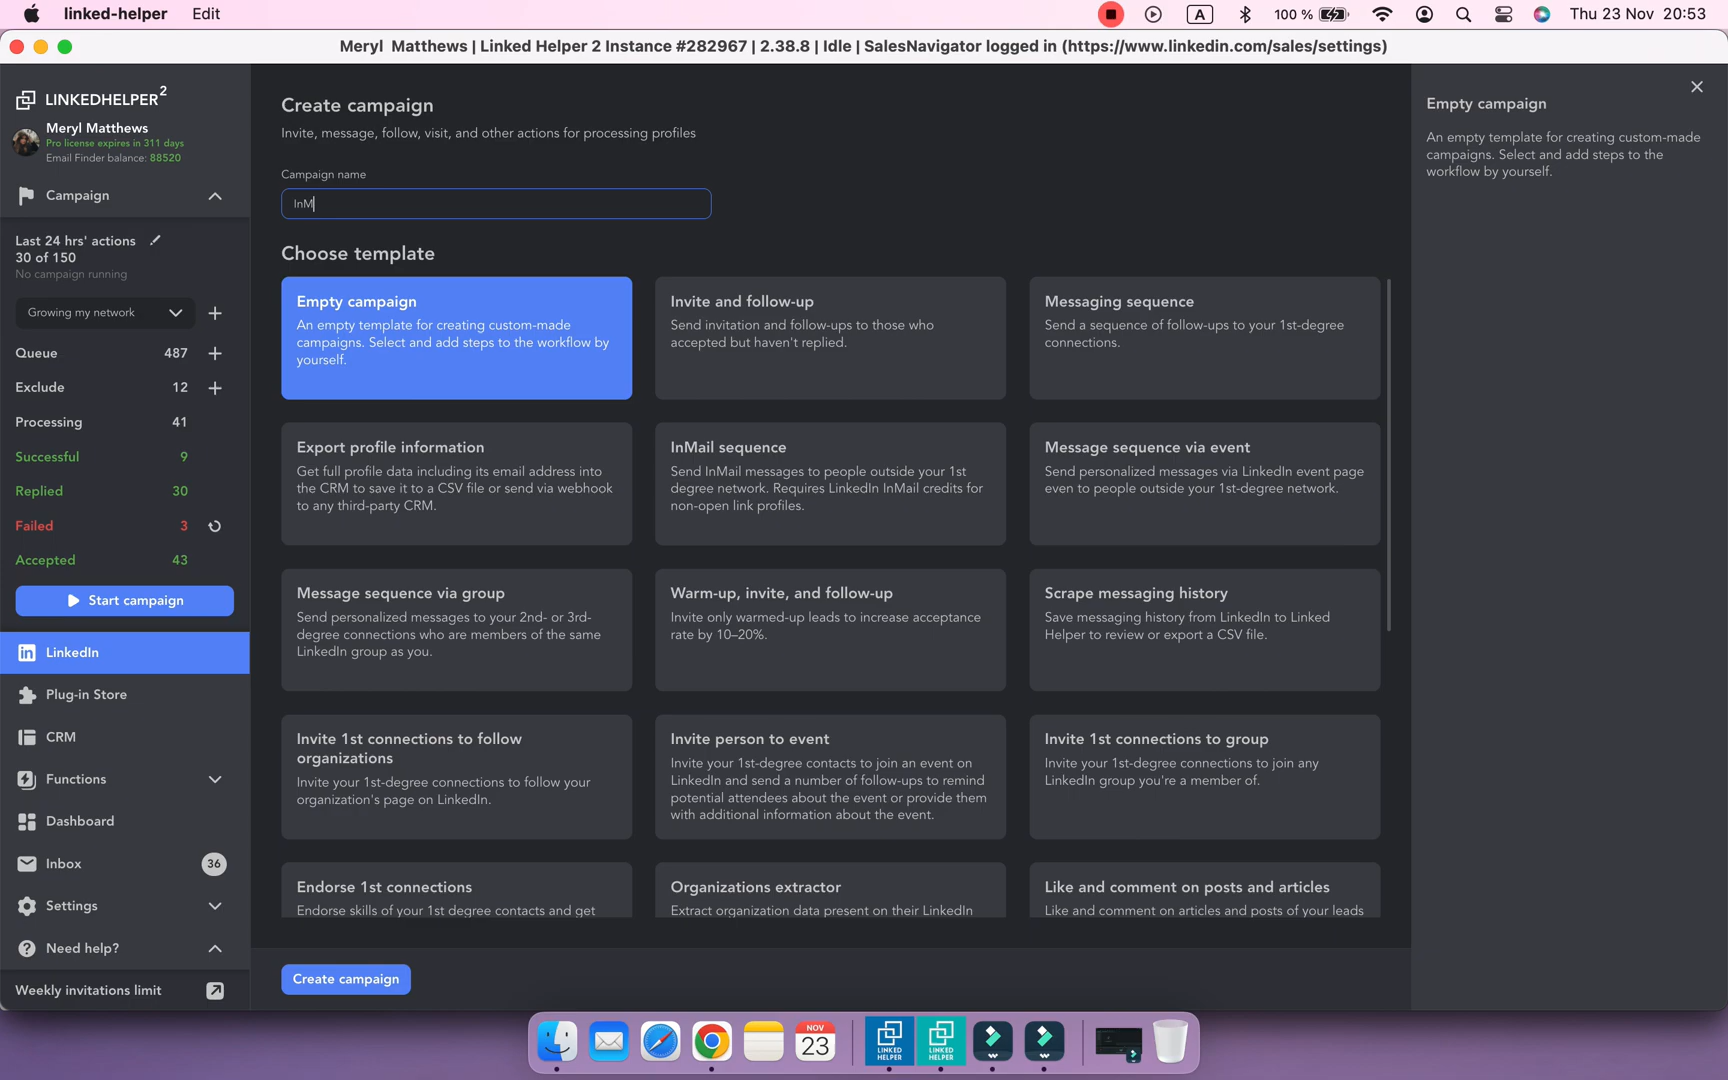 linked-helper Edit
A 100 % Thu 23 Nov 20:53
Meryl Matthews | Linked Helper 2 Instance #282967 | 2.38.8 | Idle | SalesNavigator logged in (https://www.linkedin.com/sales/settings)
LINKEDHELPER 2
Meryl Matthews
Pro license expires in 311 days
Email Finder balance: 88520
Campaign
Last 24 hrs' actions
30 of 150
No campaign running
Growing my network
Queue 487
Exclude 12
Processing 41
Successful 9
Replied 30
Failed 3
Accepted 43
Start campaign
LinkedIn
Plug-in Store
CRM
Functions
Dashboard
Inbox 36
Settings
Need help?
Weekly invitations limit
Create campaign
Invite, message, follow, visit, and other actions for processing profiles
Campaign name
InM
Choose template
Empty campaign
An empty template for creating custom-made
campaigns. Select and add steps to the workflow by
yourself.
Invite and follow-up
Send invitation and follow-ups to those who
accepted but haven't replied.
Messaging sequence
Send a sequence of follow-ups to your 1st-degree
connections.
Export profile information
Get full profile data including its email address into
the CRM to save it to a CSV file or send via webhook
to any third-party CRM.
InMail sequence
Send InMail messages to people outside your 1st
degree network. Requires LinkedIn InMail credits for
non-open link profiles.
Message sequence via event
Send personalized messages via LinkedIn event page
even to people outside your 1st-degree network.
Message sequence via group
Send personalized messages to your 2nd- or 3rd-
degree connections who are members of the same
LinkedIn group as you.
Warm-up, invite, and follow-up
Invite only warmed-up leads to increase acceptance
rate by 10–20%.
Scrape messaging history
Save messaging history from LinkedIn to Linked
Helper to review or export a CSV file.
Invite 1st connections to follow
organizations
Invite your 1st-degree connections to follow your
organization's page on LinkedIn.
Invite person to event
Invite your 1st-degree contacts to join an event on
LinkedIn and send a number of follow-ups to remind
potential attendees about the event or provide them
with additional information about the event.
Invite 1st connections to group
Invite your 1st-degree connections to join any
LinkedIn group you're a member of.
Endorse 1st connections
Endorse skills of your 1st degree contacts and get
Organizations extractor
Extract organization data present on their LinkedIn
Like and comment on posts and articles
Like and comment on articles and posts of your leads
Create campaign
Empty campaign
An empty template for creating custom-made
campaigns. Select and add steps to the
workflow by yourself.
NOV
23
LINKED
HELPER
LINKED
HELPER